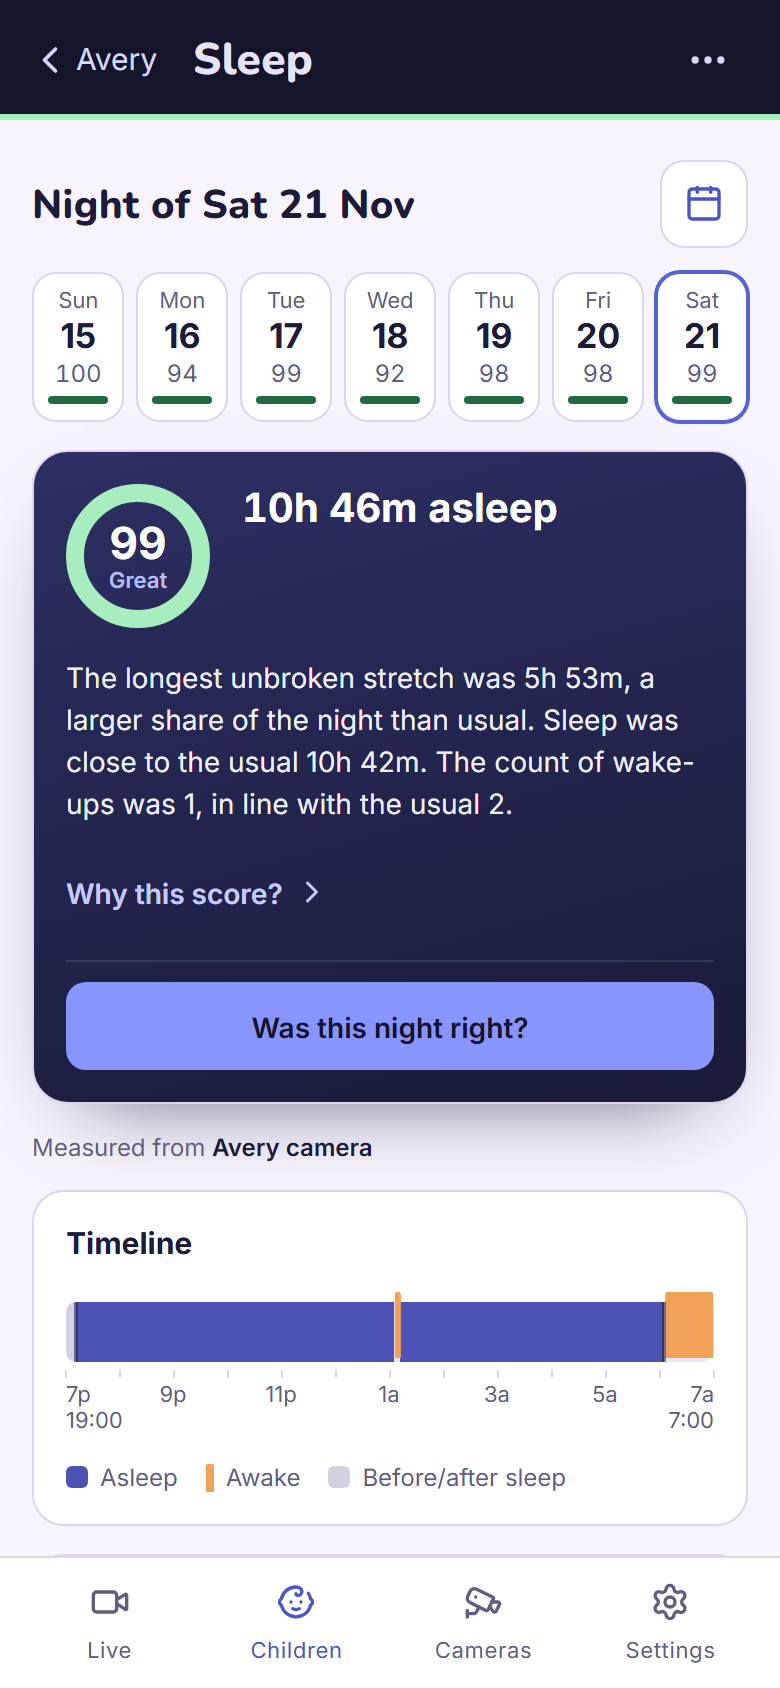 Avery Sleep
Night of Sat 21 Nov
Sun Mon Tue Wed Thu Fri Sat
15 16 17 18 19 20 21
100 94 99 92 98 98 99
99
Great
10h 46m asleep
The longest unbroken stretch was 5h 53m, a
larger share of the night than usual. Sleep was
close to the usual 10h 42m. The count of wake-
ups was 1, in line with the usual 2.
Why this score?
Was this night right?
Measured from Avery camera
Timeline
7p 9p 11p 1a 3a 5a 7a
19:00 7:00
Asleep Awake Before/after sleep
Live Children Cameras Settings